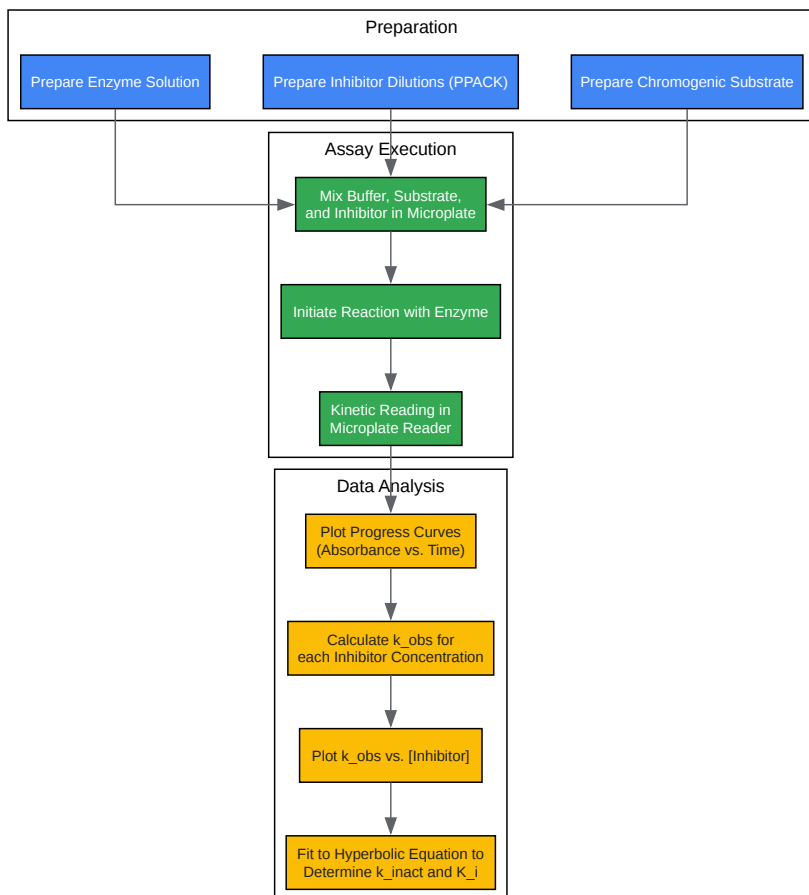 Preparation
Prepare Enzyme Solution
Prepare Inhibitor Dilutions (PPACK)
Prepare Chromogenic Substrate
Assay Execution
Mix Buffer, Substrate,
and Inhibitor in Microplate
Initiate Reaction with Enzyme
Kinetic Reading in
Microplate Reader
Data Analysis
Plot Progress Curves
(Absorbance vs. Time)
Calculate k_obs for
each Inhibitor Concentration
Plot k_obs vs. [Inhibitor]
Fit to Hyperbolic Equation to
Determine k_inact and K_i